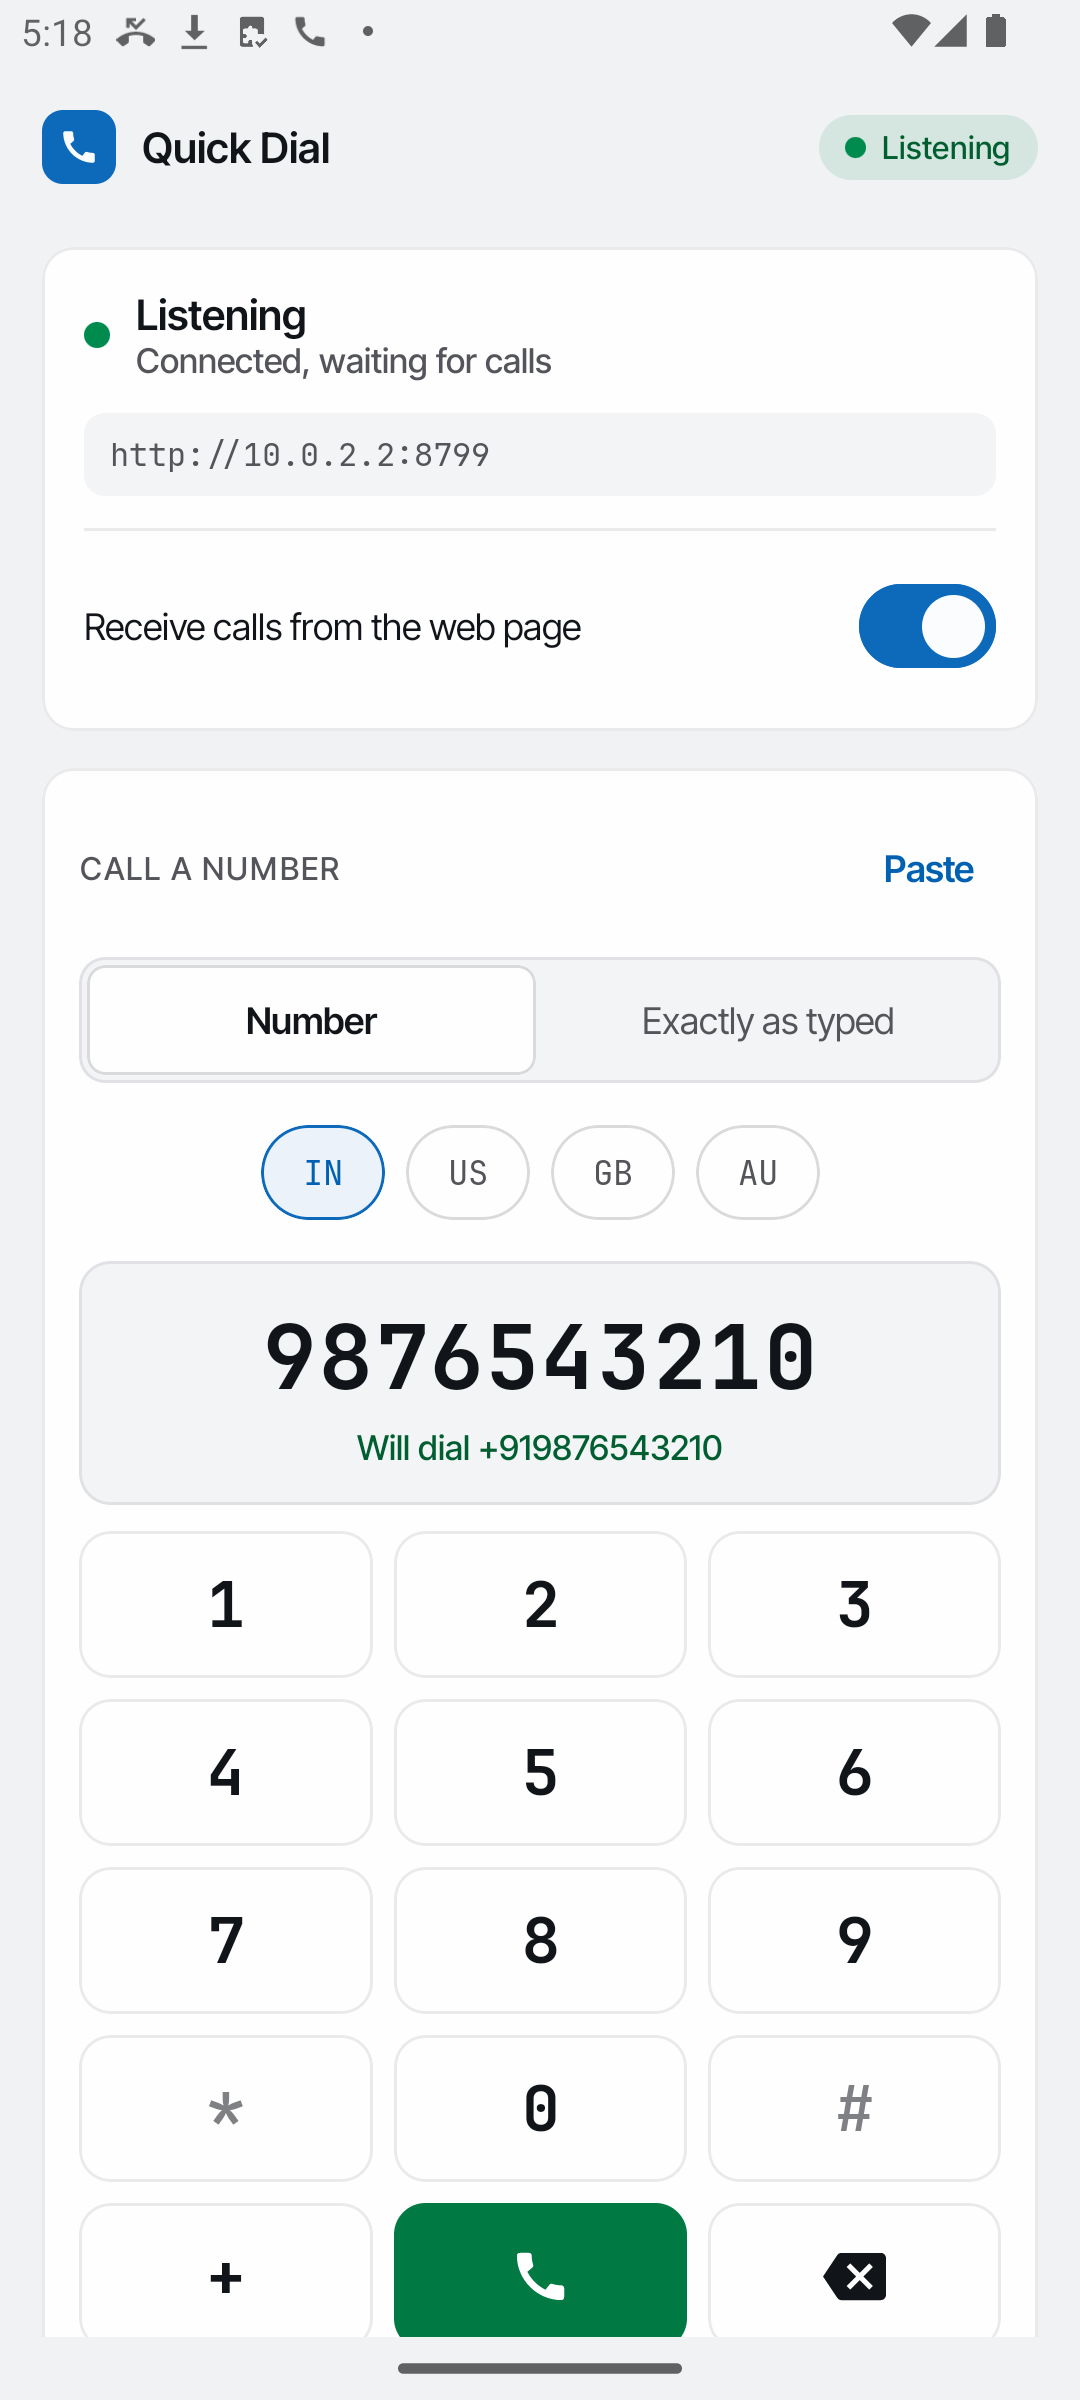 5:18
Quick Dial
Listening
Listening
Connected, waiting for calls
http://10.0.2.2:8799
Receive calls from the web page
CALL A NUMBER
Paste
Number
Exactly as typed
IN
US
GB
AU
9876543210
Will dial +919876543210
1
2
3
4
5
6
7
8
9
*
0
#
+